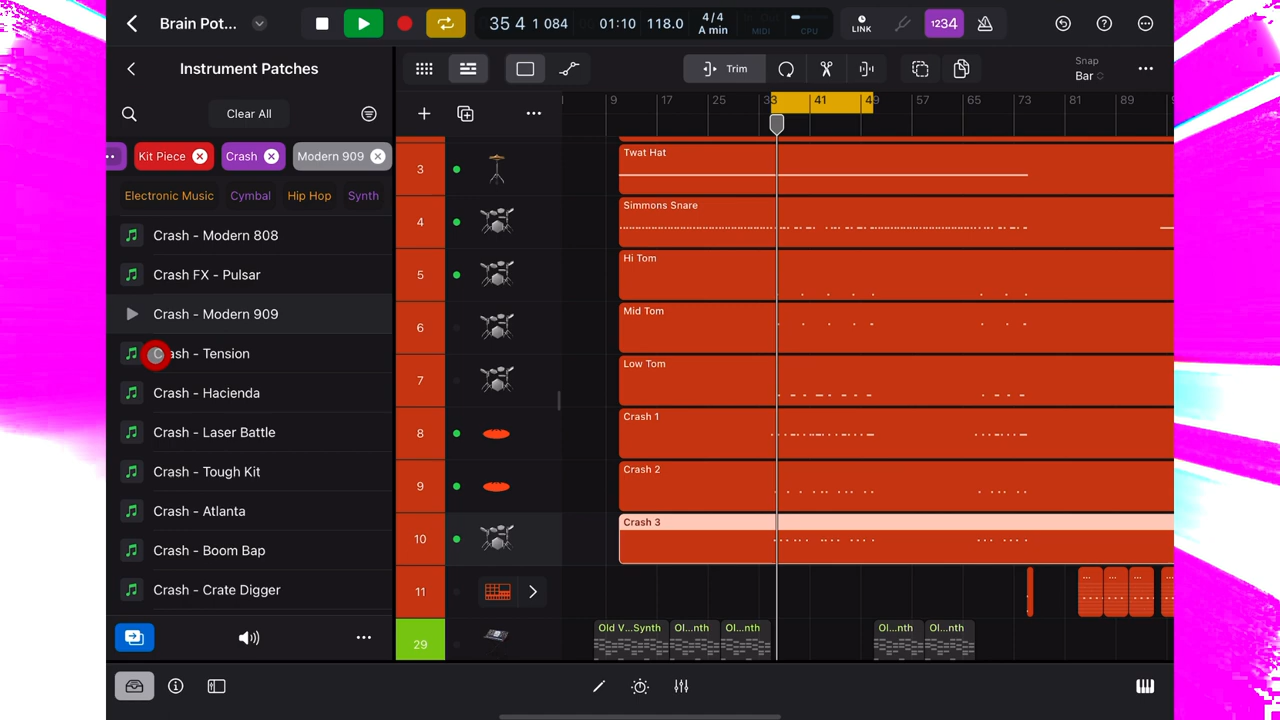 Brain Pot...
35 4 1 084
01:10
118.0
4/4
A min
In Out
MIDI
CPU
LINK
1234
Instrument Patches
Trim
Snap
Bar
Clear All
9 17 25 33 41 49 57 65 73 81 89
Kit Piece
Crash
Modern 909
Electronic Music
Cymbal
Hip Hop
Synth
Crash - Modern 808
Crash FX - Pulsar
Crash - Modern 909
Crash - Tension
Crash - Hacienda
Crash - Laser Battle
Crash - Tough Kit
Crash - Atlanta
Crash - Boom Bap
Crash - Crate Digger
3
Twat Hat
4
Simmons Snare
5
Hi Tom
6
Mid Tom
7
Low Tom
8
Crash 1
9
Crash 2
10
Crash 3
11
29
Old V...Synth
Ol...nth
Ol...nth
Ol...nth
Ol...nth